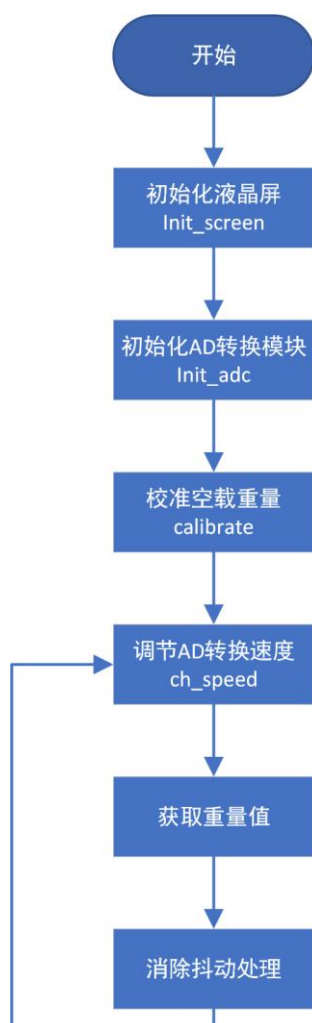 开始
初始化液晶屏
Init_screen
初始化AD转换模块
Init_adc
校准空载重量
calibrate
调节AD转换速度
ch_speed
获取重量值
消除抖动处理